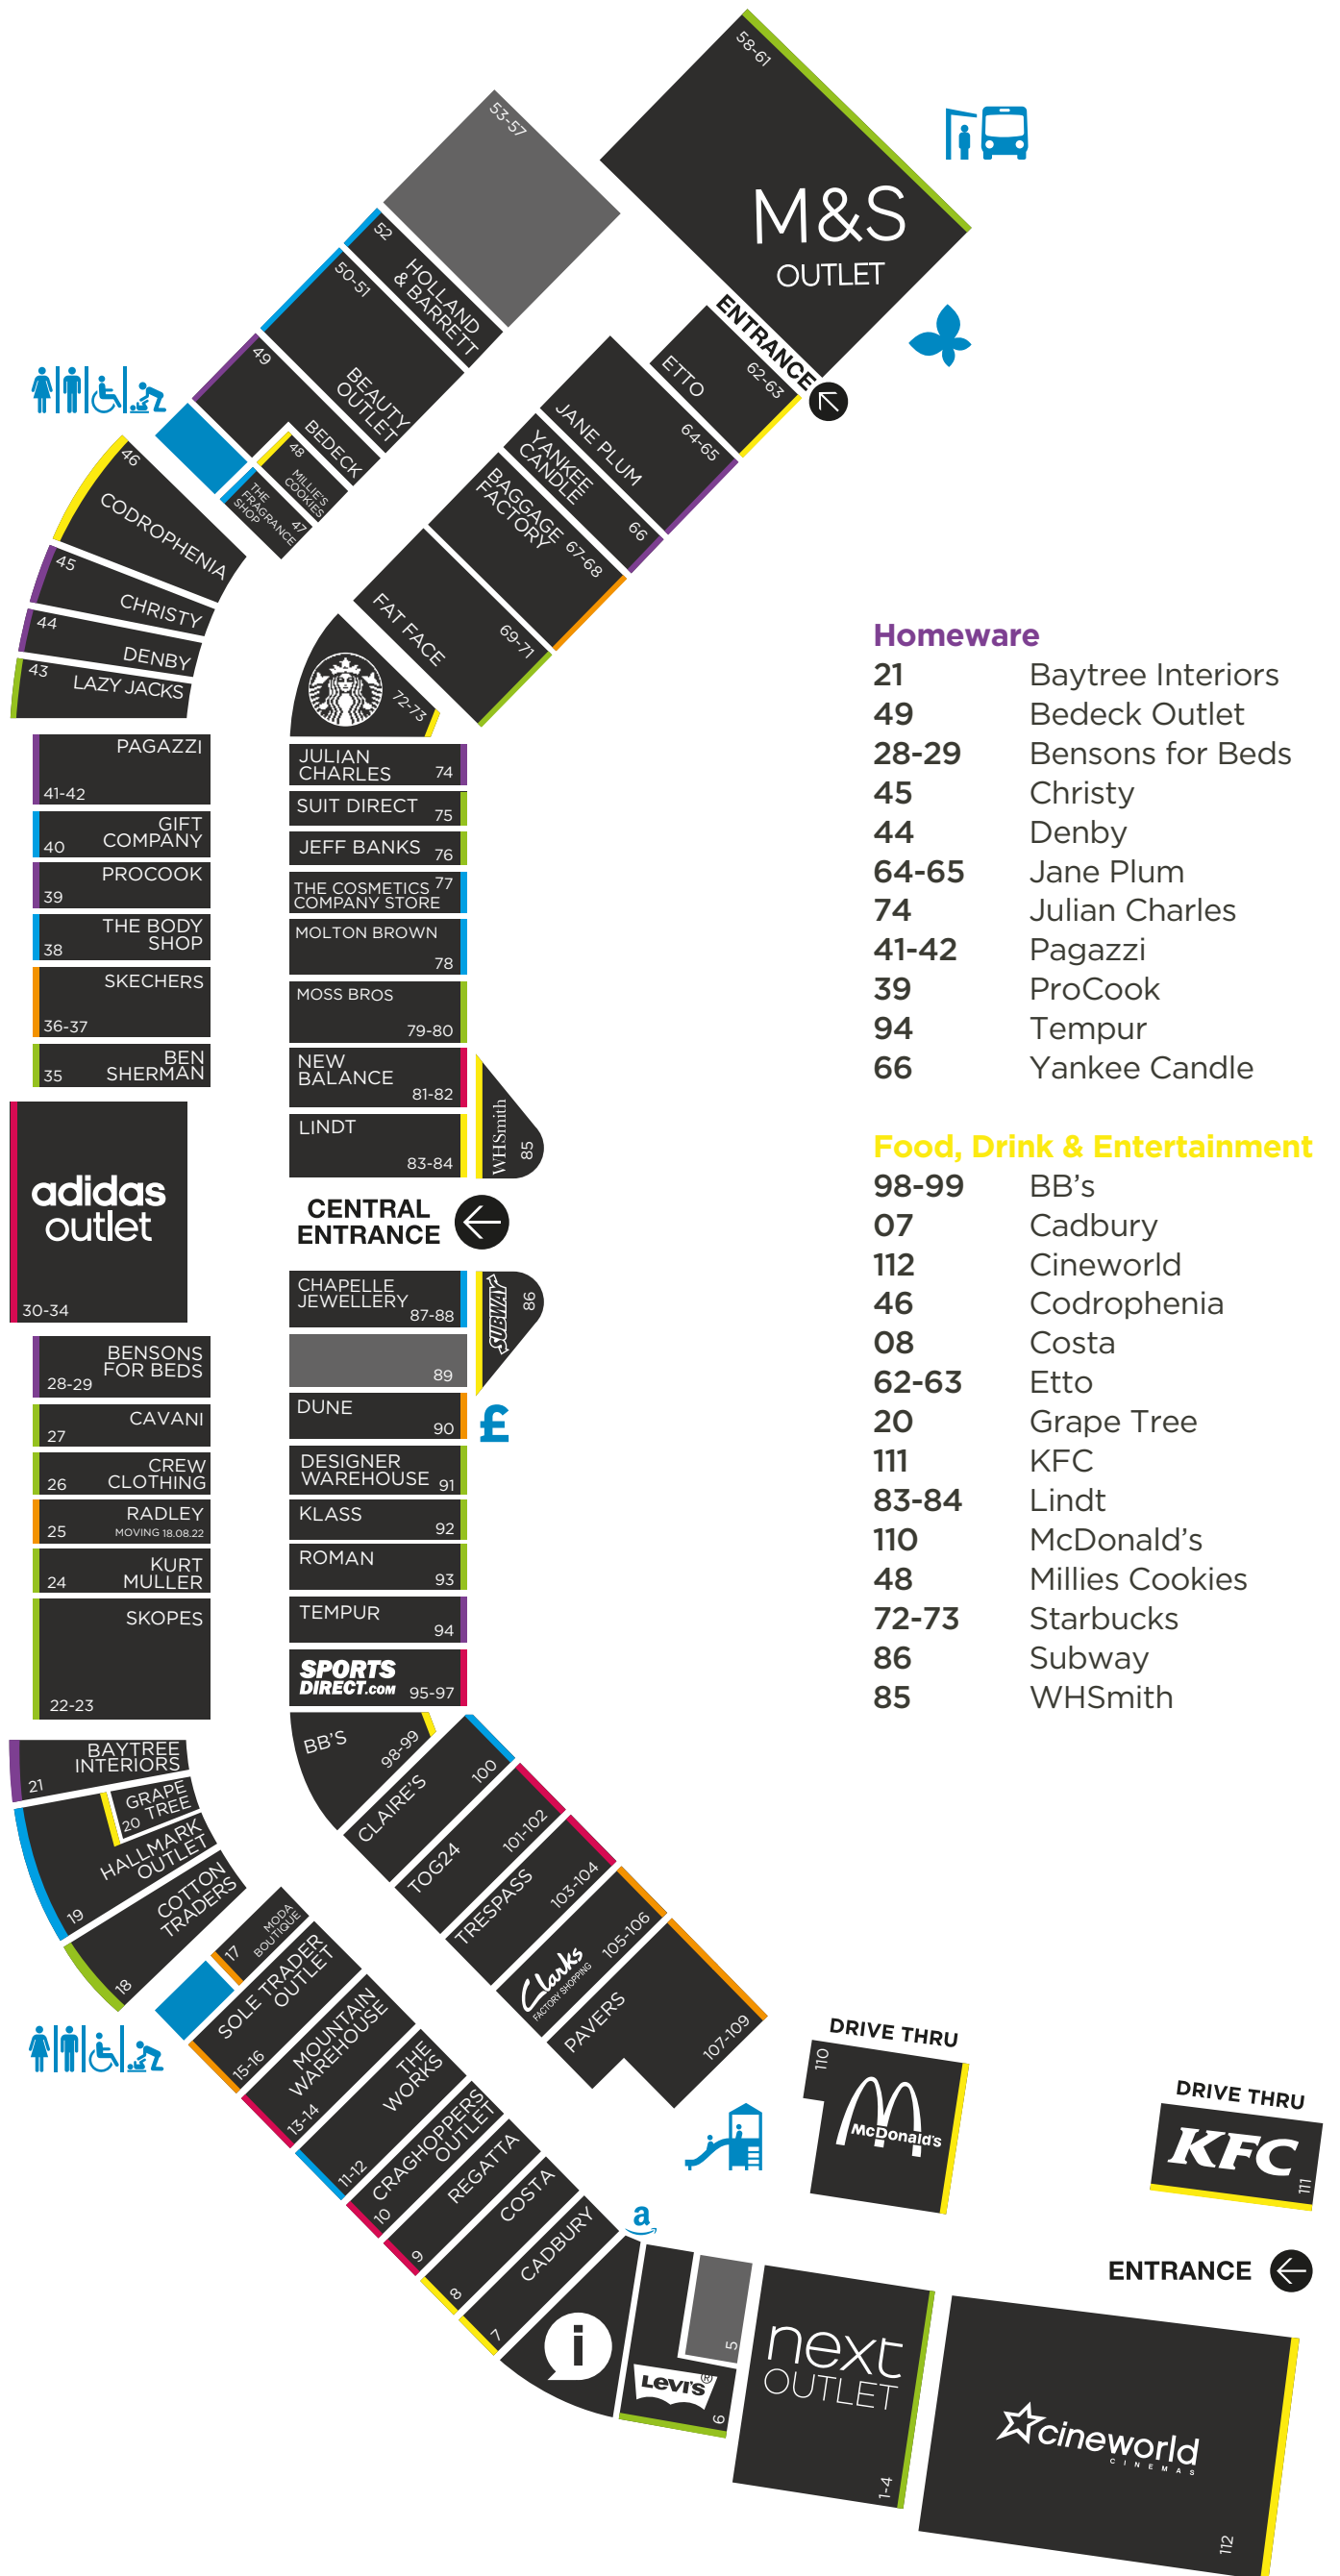 58-61
M&S
OUTLET
53-57
52
HOLLAND
& BARRETT
50-51
BEAUTY
OUTLET
49
BEDECK
48
MILLIE'S
COOKIES
47
THE
FRAGRANCE
SHOP
ENTRANCE
ETTO
62-63
JANE PLUM
64-65
YANKEE
CANDLE
66
BAGGAGE
FACTORY
67-68
FAT FACE
69-71
72-73
46
CODROPHENIA
45
CHRISTY
44
DENBY
43
LAZY JACKS
PAGAZZI
41-42
GIFT
COMPANY
40
PROCOOK
39
THE BODY
SHOP
38
SKECHERS
36-37
BEN
SHERMAN
35
adidas
outlet
30-34
BENSONS
FOR BEDS
28-29
CAVANI
27
CREW
CLOTHING
26
RADLEY
MOVING 18.08.22
25
KURT
MULLER
24
SKOPES
22-23
BAYTREE
INTERIORS
21
GRAPE
TREE
20
HALLMARK
OUTLET
19
COTTON
TRADERS
18
JULIAN
CHARLES
74
SUIT DIRECT
75
JEFF BANKS
76
THE COSMETICS
COMPANY STORE
77
MOLTON BROWN
78
MOSS BROS
79-80
NEW
BALANCE
81-82
LINDT
83-84
WHSmith
85
CENTRAL
ENTRANCE
CHAPELLE
JEWELLERY
87-88
SUBWAY
86
89
DUNE
90
£
DESIGNER
WAREHOUSE
91
KLASS
92
ROMAN
93
TEMPUR
94
SPORTS
DIRECT.COM
95-97
BB'S
98-99
CLAIRE'S
100
TOG24
101-102
TRESPASS
103-104
Clarks
FACTORY SHOPPING
105-106
PAVERS
107-109
17
MODA
BOUTIQUE
SOLE TRADER
OUTLET
15-16
MOUNTAIN
WAREHOUSE
13-14
THE
WORKS
11-12
CRAGHOPPERS
OUTLET
10
REGATTA
9
COSTA
8
CADBURY
7
i
a
LEVI'S®
6
5
next
OUTLET
1-4
DRIVE THRU
110
McDonald's
DRIVE THRU
KFC
111
ENTRANCE
cineworld
CINEMAS
112
Homeware
21 Baytree Interiors
49 Bedeck Outlet
28-29 Bensons for Beds
45 Christy
44 Denby
64-65 Jane Plum
74 Julian Charles
41-42 Pagazzi
39 ProCook
94 Tempur
66 Yankee Candle
Food, Drink & Entertainment
98-99 BB's
07 Cadbury
112 Cineworld
46 Codrophenia
08 Costa
62-63 Etto
20 Grape Tree
111 KFC
83-84 Lindt
110 McDonald's
48 Millies Cookies
72-73 Starbucks
86 Subway
85 WHSmith